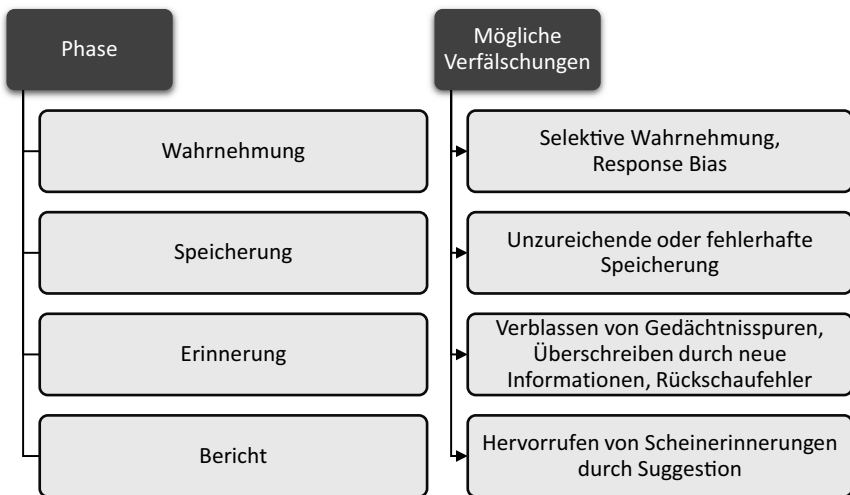 Phase
Mögliche
Verfälschungen
Wahrnehmung
Selektive Wahrnehmung,
Response Bias
Speicherung
Unzureichende oder fehlerhafte
Speicherung
Erinnerung
Verblassen von Gedächtnisspuren,
Überschreiben durch neue
Informationen, Rückschaufehler
Bericht
Hervorrufen von Scheinerinnerungen
durch Suggestion